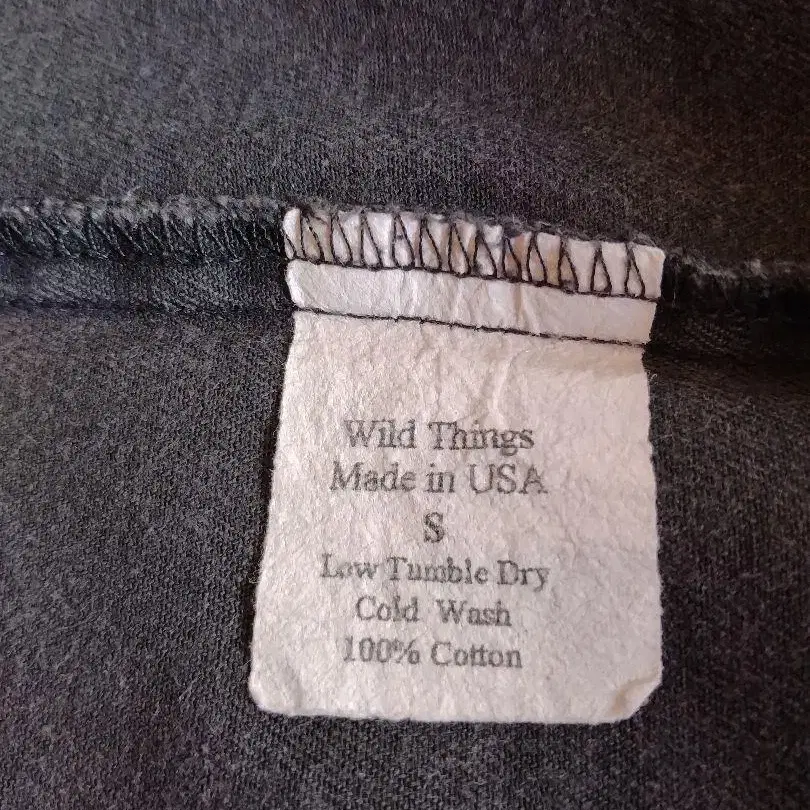 Wild Things
Made in USA
S
Low Tumble Dry
Cold Wash
100% Cotton